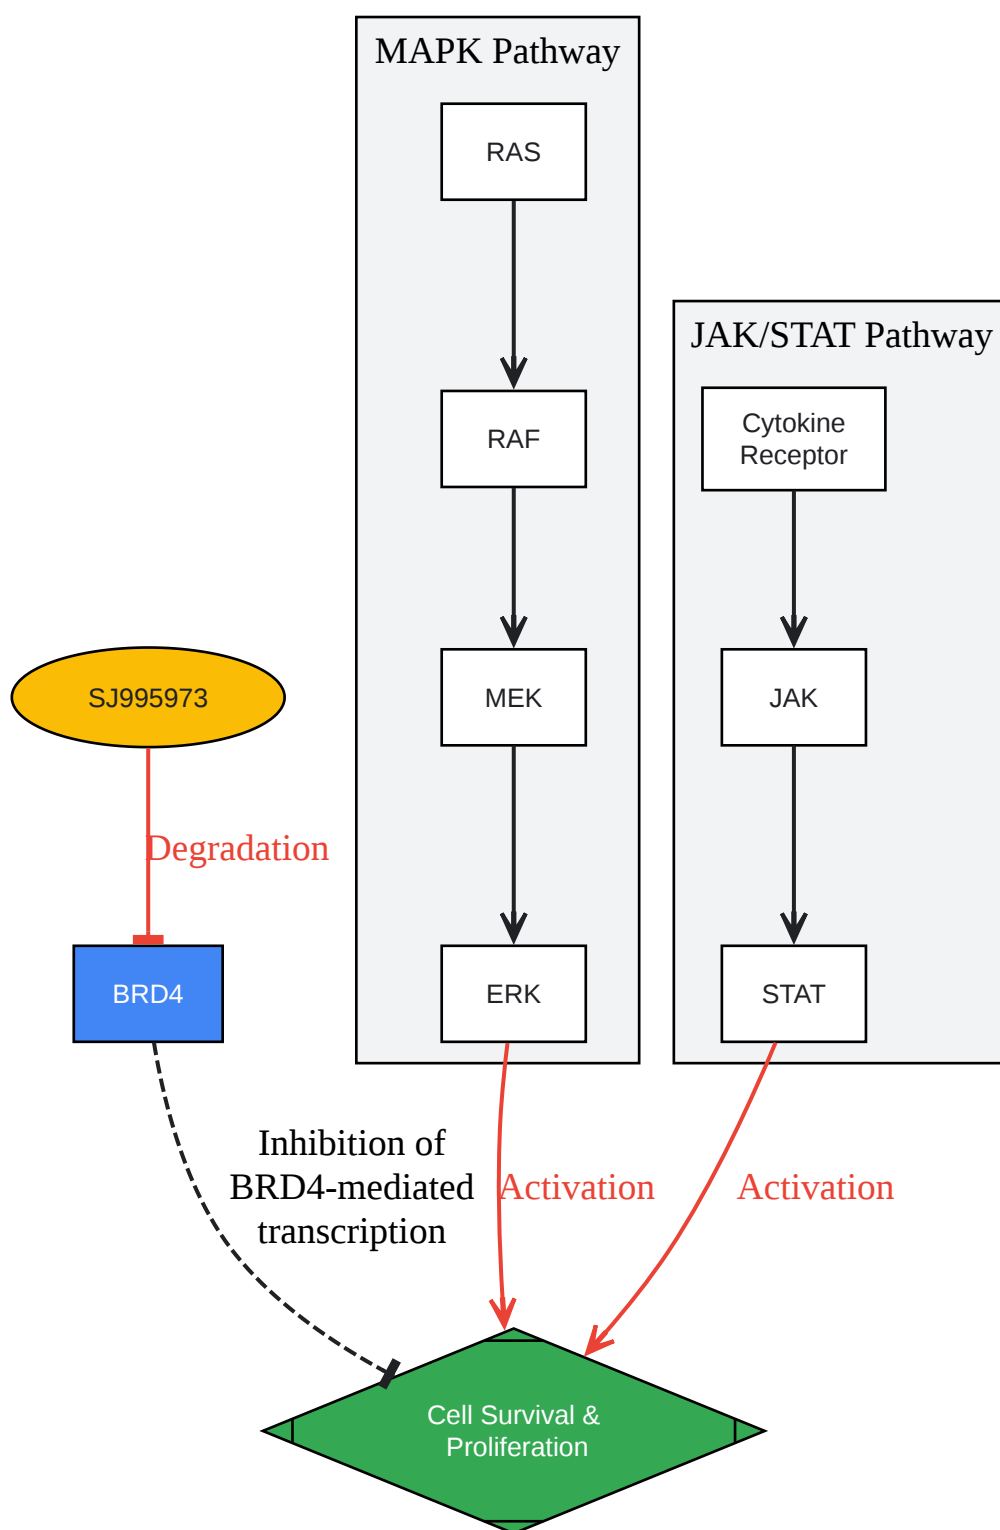 MAPK Pathway
RAS
RAF
MEK
ERK
JAK/STAT Pathway
Cytokine
Receptor
JAK
STAT
SJ995973
Degradation
BRD4
Inhibition of
BRD4-mediated
transcription
Activation
Activation
Cell Survival &
Proliferation